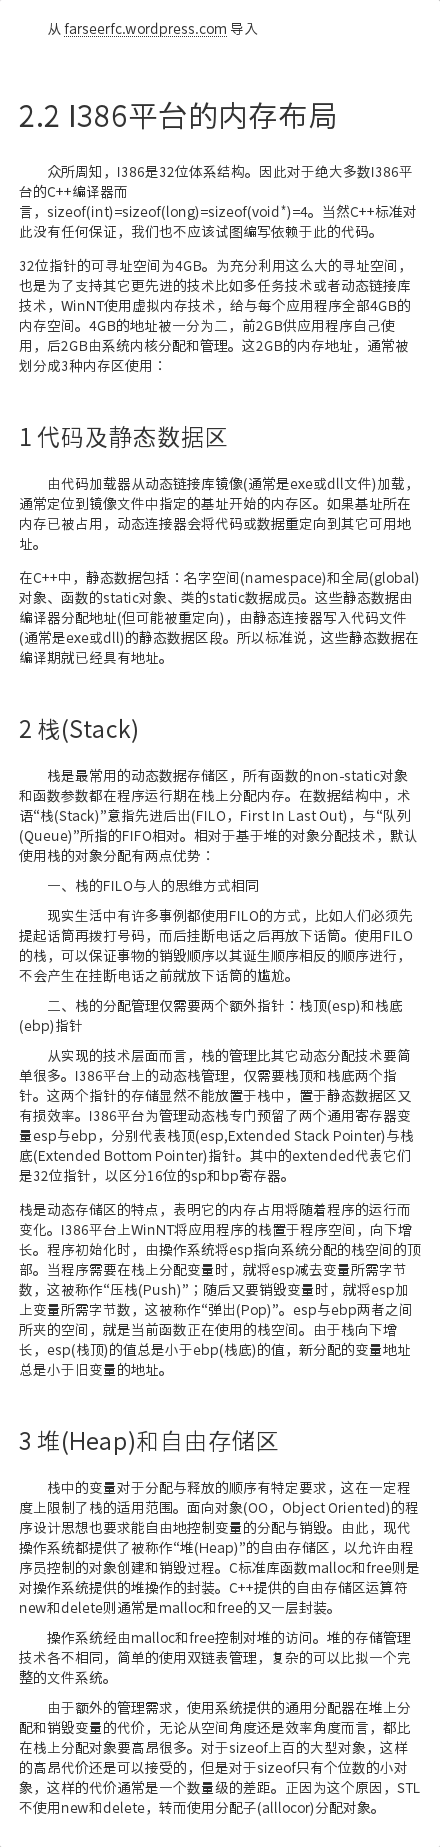 从 farseerfc.wordpress.com 导入
2.2 I386平台的内存布局
众所周知，I386是32位体系结构。因此对于绝大多数I386平
台的C++编译器而
言，sizeof(int)=sizeof(long)=sizeof(void*)=4。当然C++标准对
此没有任何保证，我们也不应该试图编写依赖于此的代码。
32位指针的可寻址空间为4GB。为充分利用这么大的寻址空间，
也是为了支持其它更先进的技术比如多任务技术或者动态链接库
技术，WinNT使用虚拟内存技术，给与每个应用程序全部4GB的
内存空间。4GB的地址被一分为二，前2GB供应用程序自己使
用，后2GB由系统内核分配和管理。这2GB的内存地址，通常被
划分成3种内存区使用：
1 代码及静态数据区
由代码加载器从动态链接库镜像(通常是exe或dll文件)加载，
通常定位到镜像文件中指定的基址开始的内存区。如果基址所在
内存已被占用，动态连接器会将代码或数据重定向到其它可用地
址。
在C++中，静态数据包括：名字空间(namespace)和全局(global)
对象、函数的static对象、类的static数据成员。这些静态数据由
编译器分配地址(但可能被重定向)，由静态连接器写入代码文件
(通常是exe或dll)的静态数据区段。所以标准说，这些静态数据在
编译期就已经具有地址。
2 栈(Stack)
栈是最常用的动态数据存储区，所有函数的non-static对象
和函数参数都在程序运行期在栈上分配内存。在数据结构中，术
语“栈(Stack)”意指先进后出(FILO，First In Last Out)，与“队列
(Queue)”所指的FIFO相对。相对于基于堆的对象分配技术，默认
使用栈的对象分配有两点优势：
一、栈的FILO与人的思维方式相同
现实生活中有许多事例都使用FILO的方式，比如人们必须先
提起话筒再拨打号码，而后挂断电话之后再放下话筒。使用FILO
的栈，可以保证事物的销毁顺序以其诞生顺序相反的顺序进行，
不会产生在挂断电话之前就放下话筒的尴尬。
二、栈的分配管理仅需要两个额外指针：栈顶(esp)和栈底
(ebp)指针
从实现的技术层面而言，栈的管理比其它动态分配技术要简
单很多。I386平台上的动态栈管理，仅需要栈顶和栈底两个指
针。这两个指针的存储显然不能放置于栈中，置于静态数据区又
有损效率。I386平台为管理动态栈专门预留了两个通用寄存器变
量esp与ebp，分别代表栈顶(esp,Extended Stack Pointer)与栈
底(Extended Bottom Pointer)指针。其中的extended代表它们
是32位指针，以区分16位的sp和bp寄存器。
栈是动态存储区的特点，表明它的内存占用将随着程序的运行而
变化。I386平台上WinNT将应用程序的栈置于程序空间，向下增
长。程序初始化时，由操作系统将esp指向系统分配的栈空间的顶
部。当程序需要在栈上分配变量时，就将esp减去变量所需字节
数，这被称作“压栈(Push)”；随后又要销毁变量时，就将esp加
上变量所需字节数，这被称作“弹出(Pop)”。esp与ebp两者之间
所夹的空间，就是当前函数正在使用的栈空间。由于栈向下增
长，esp(栈顶)的值总是小于ebp(栈底)的值，新分配的变量地址
总是小于旧变量的地址。
3 堆(Heap)和自由存储区
栈中的变量对于分配与释放的顺序有特定要求，这在一定程
度上限制了栈的适用范围。面向对象(OO，Object Oriented)的程
序设计思想也要求能自由地控制变量的分配与销毁。由此，现代
操作系统都提供了被称作“堆(Heap)”的自由存储区，以允许由程
序员控制的对象创建和销毁过程。C标准库函数malloc和free则是
对操作系统提供的堆操作的封装。C++提供的自由存储区运算符
new和delete则通常是malloc和free的又一层封装。
操作系统经由malloc和free控制对堆的访问。堆的存储管理
技术各不相同，简单的使用双链表管理，复杂的可以比拟一个完
整的文件系统。
由于额外的管理需求，使用系统提供的通用分配器在堆上分
配和销毁变量的代价，无论从空间角度还是效率角度而言，都比
在栈上分配对象要高昂很多。对于sizeof上百的大型对象，这样
的高昂代价还是可以接受的，但是对于sizeof只有个位数的小对
象，这样的代价通常是一个数量级的差距。正因为这个原因，STL
不使用new和delete，转而使用分配子(alllocor)分配对象。